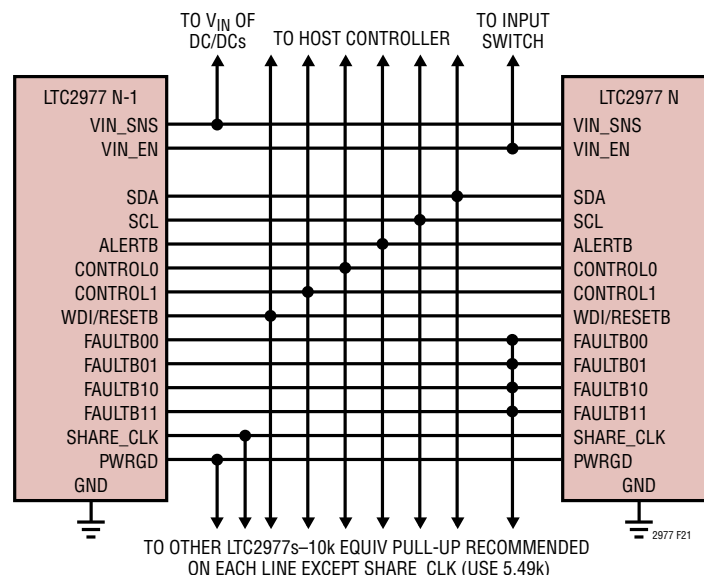 TO VIN OF
DC/DCs
TO HOST CONTROLLER
TO INPUT
SWITCH
LTC2977 N-1
VIN_SNS
VIN_EN
SDA
SCL
ALERTB
CONTROL0
CONTROL1
WDI/RESETB
FAULTB00
FAULTB01
FAULTB10
FAULTB11
SHARE_CLK
PWRGD
GND
LTC2977 N
VIN_SNS
VIN_EN
SDA
SCL
ALERTB
CONTROL0
CONTROL1
WDI/RESETB
FAULTB00
FAULTB01
FAULTB10
FAULTB11
SHARE_CLK
PWRGD
GND
2977 F21
TO OTHER LTC2977s–10k EQUIV PULL-UP RECOMMENDED
ON EACH LINE EXCEPT SHARE_CLK (USE 5.49k)